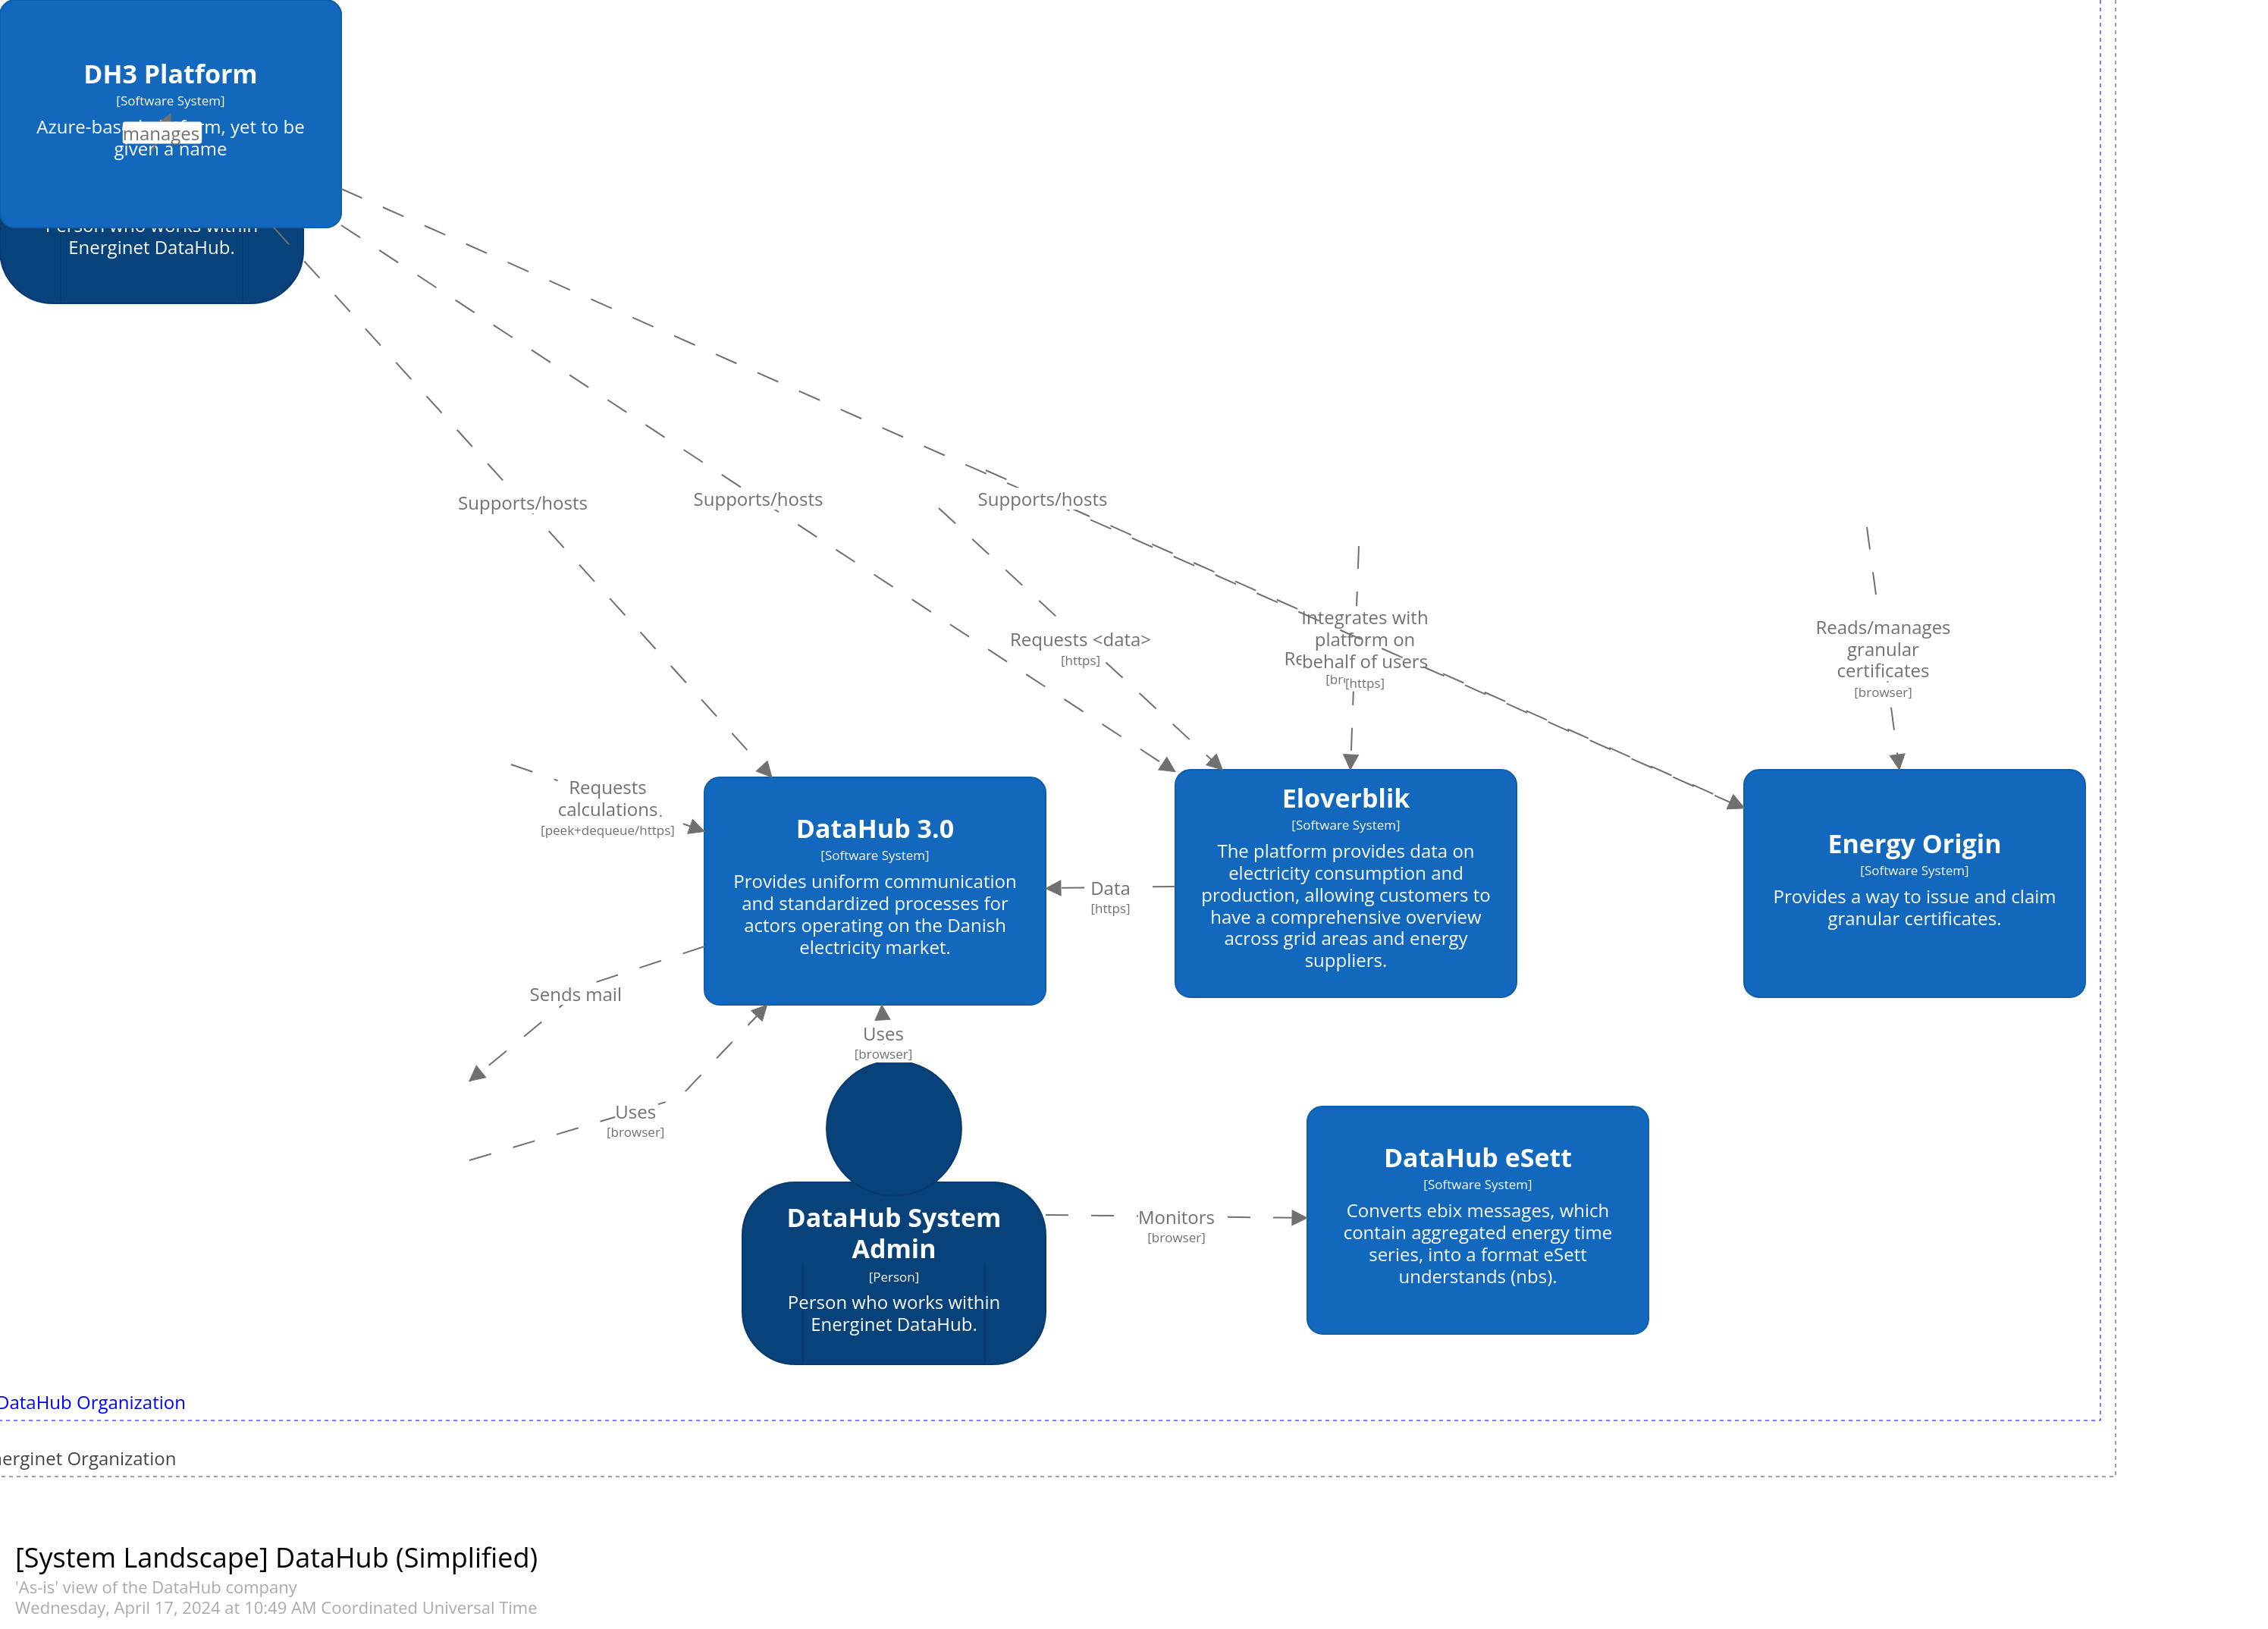 DH3 Platform
[Software System]
Azure-based platform, yet to be
manages
given a name
Person who works within
Energinet DataHub.
Supports/hosts
Supports/hosts
Supports/hosts
Requests <data>
[https]
Integrates with
platform on
behalf of users
[https]
Reads/manages
granular
certificates
[browser]
Requests
calculations
[peek+dequeue/https]
DataHub 3.0
[Software System]
Provides uniform communication
and standardized processes for
actors operating on the Danish
electricity market.
Data
[https]
Eloverblik
[Software System]
The platform provides data on
electricity consumption and
production, allowing customers to
have a comprehensive overview
across grid areas and energy
suppliers.
Energy Origin
[Software System]
Provides a way to issue and claim
granular certificates.
Sends mail
Uses
[browser]
Uses
[browser]
DataHub System
Admin
[Person]
Person who works within
Energinet DataHub.
Monitors
[browser]
DataHub eSett
[Software System]
Converts ebix messages, which
contain aggregated energy time
series, into a format eSett
understands (nbs).
DataHub Organization
nerginet Organization
[System Landscape] DataHub (Simplified)
'As-is' view of the DataHub company
Wednesday, April 17, 2024 at 10:49 AM Coordinated Universal Time